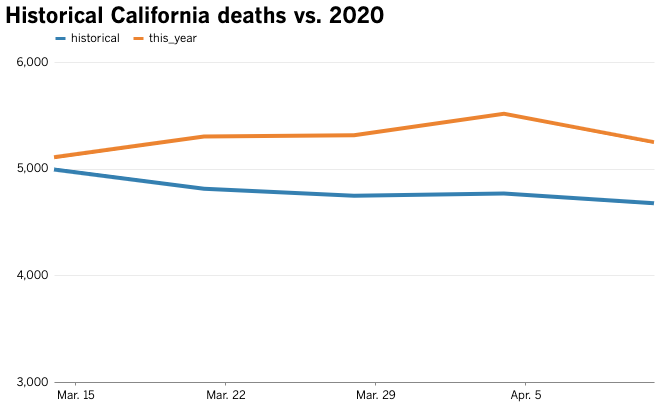 Historical California deaths vs. 2020
historical this_year
6,000
5,000
4,000
3,000
Mar. 15 Mar. 22 Mar. 29 Apr. 5